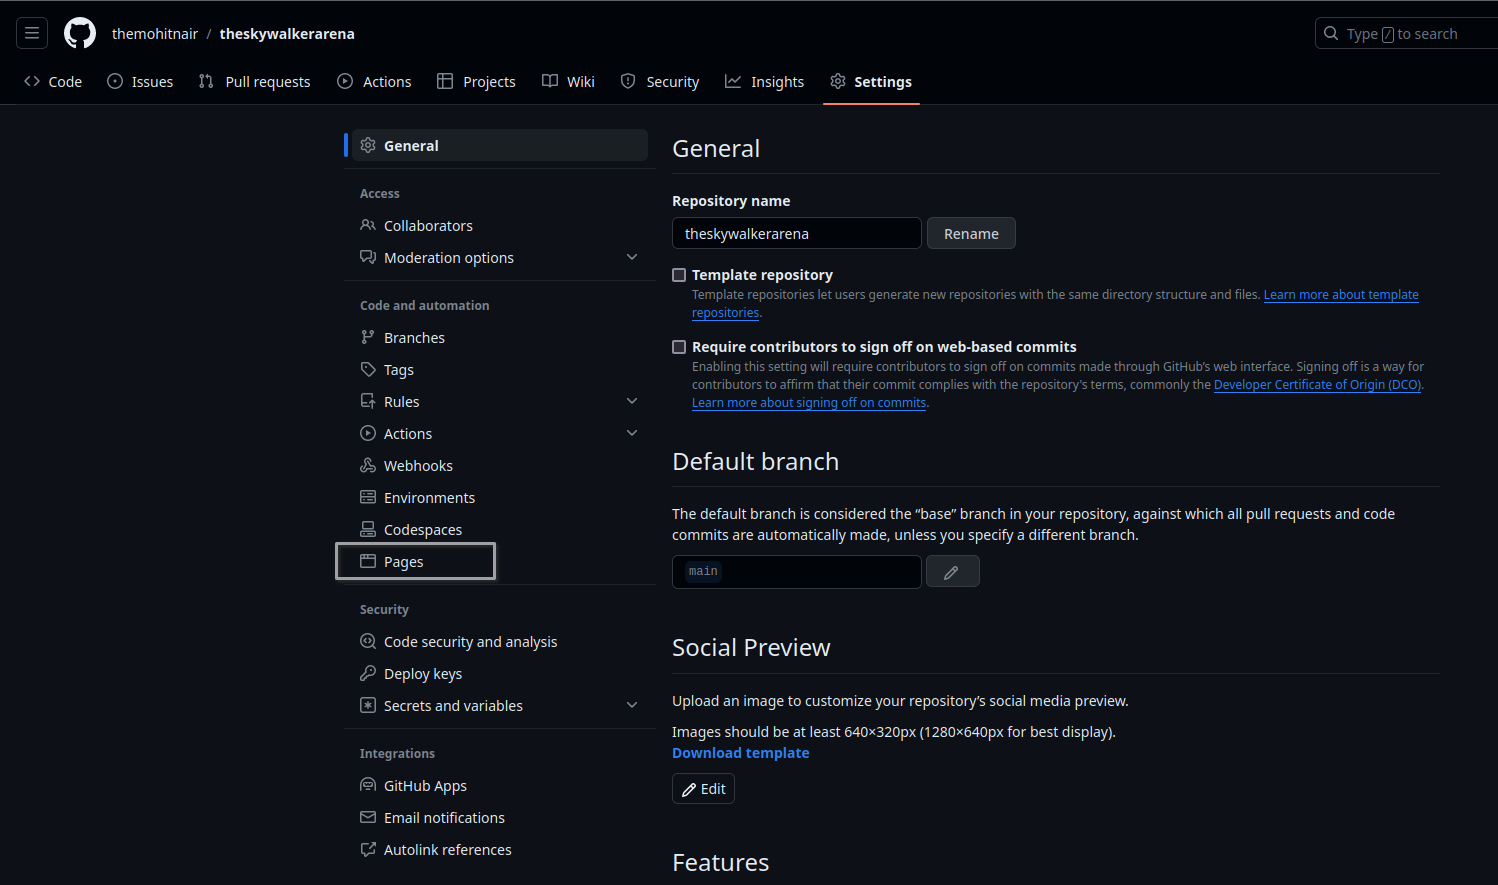 themohitnair / theskywalkerarena
Type / to search
Code Issues Pull requests Actions Projects Wiki Security Insights Settings
General
Access
Collaborators
Moderation options
Code and automation
Branches
Tags
Rules
Actions
Webhooks
Environments
Codespaces
Pages
Security
Code security and analysis
Deploy keys
Secrets and variables
Integrations
GitHub Apps
Email notifications
Autolink references
General
Repository name
theskywalkerarena Rename
Template repository
Template repositories let users generate new repositories with the same directory structure and files. Learn more about template
repositories.
Require contributors to sign off on web-based commits
Enabling this setting will require contributors to sign off on commits made through GitHub’s web interface. Signing off is a way for
contributors to affirm that their commit complies with the repository's terms, commonly the Developer Certificate of Origin (DCO).
Learn more about signing off on commits.
Default branch
The default branch is considered the “base” branch in your repository, against which all pull requests and code
commits are automatically made, unless you specify a different branch.
main
Social Preview
Upload an image to customize your repository’s social media preview.
Images should be at least 640×320px (1280×640px for best display).
Download template
Edit
Features